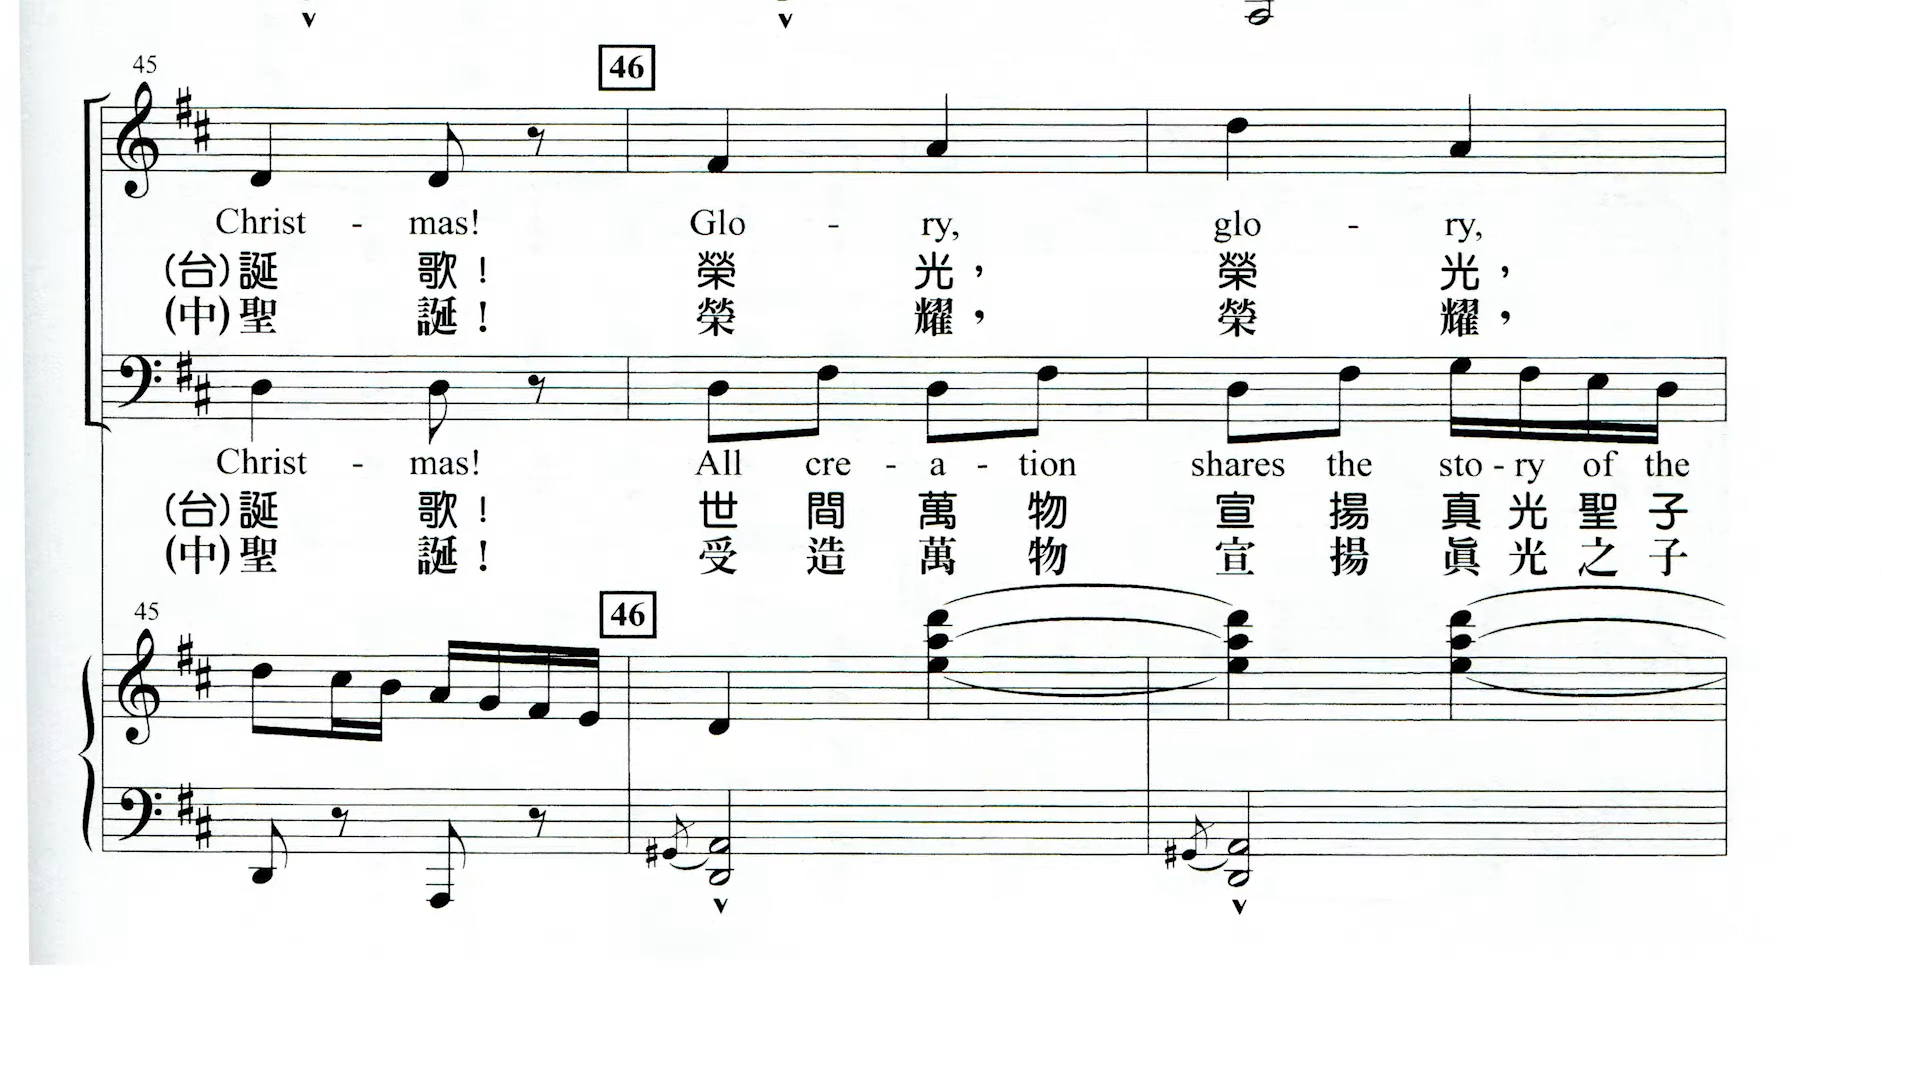 45
46
Christ - mas! Glo - ry, glo - ry,
(台)誕 歌! 榮 光, 榮 光,
(中)聖 誕! 榮 耀, 榮 耀,
Christ - mas! All cre - a - tion shares the sto - ry of the
(台)誕 歌! 世 間 萬 物 宣 揚 真 光 聖 子
(中)聖 誕! 受 造 萬 物 宣 揚 眞 光 之 子
45
46